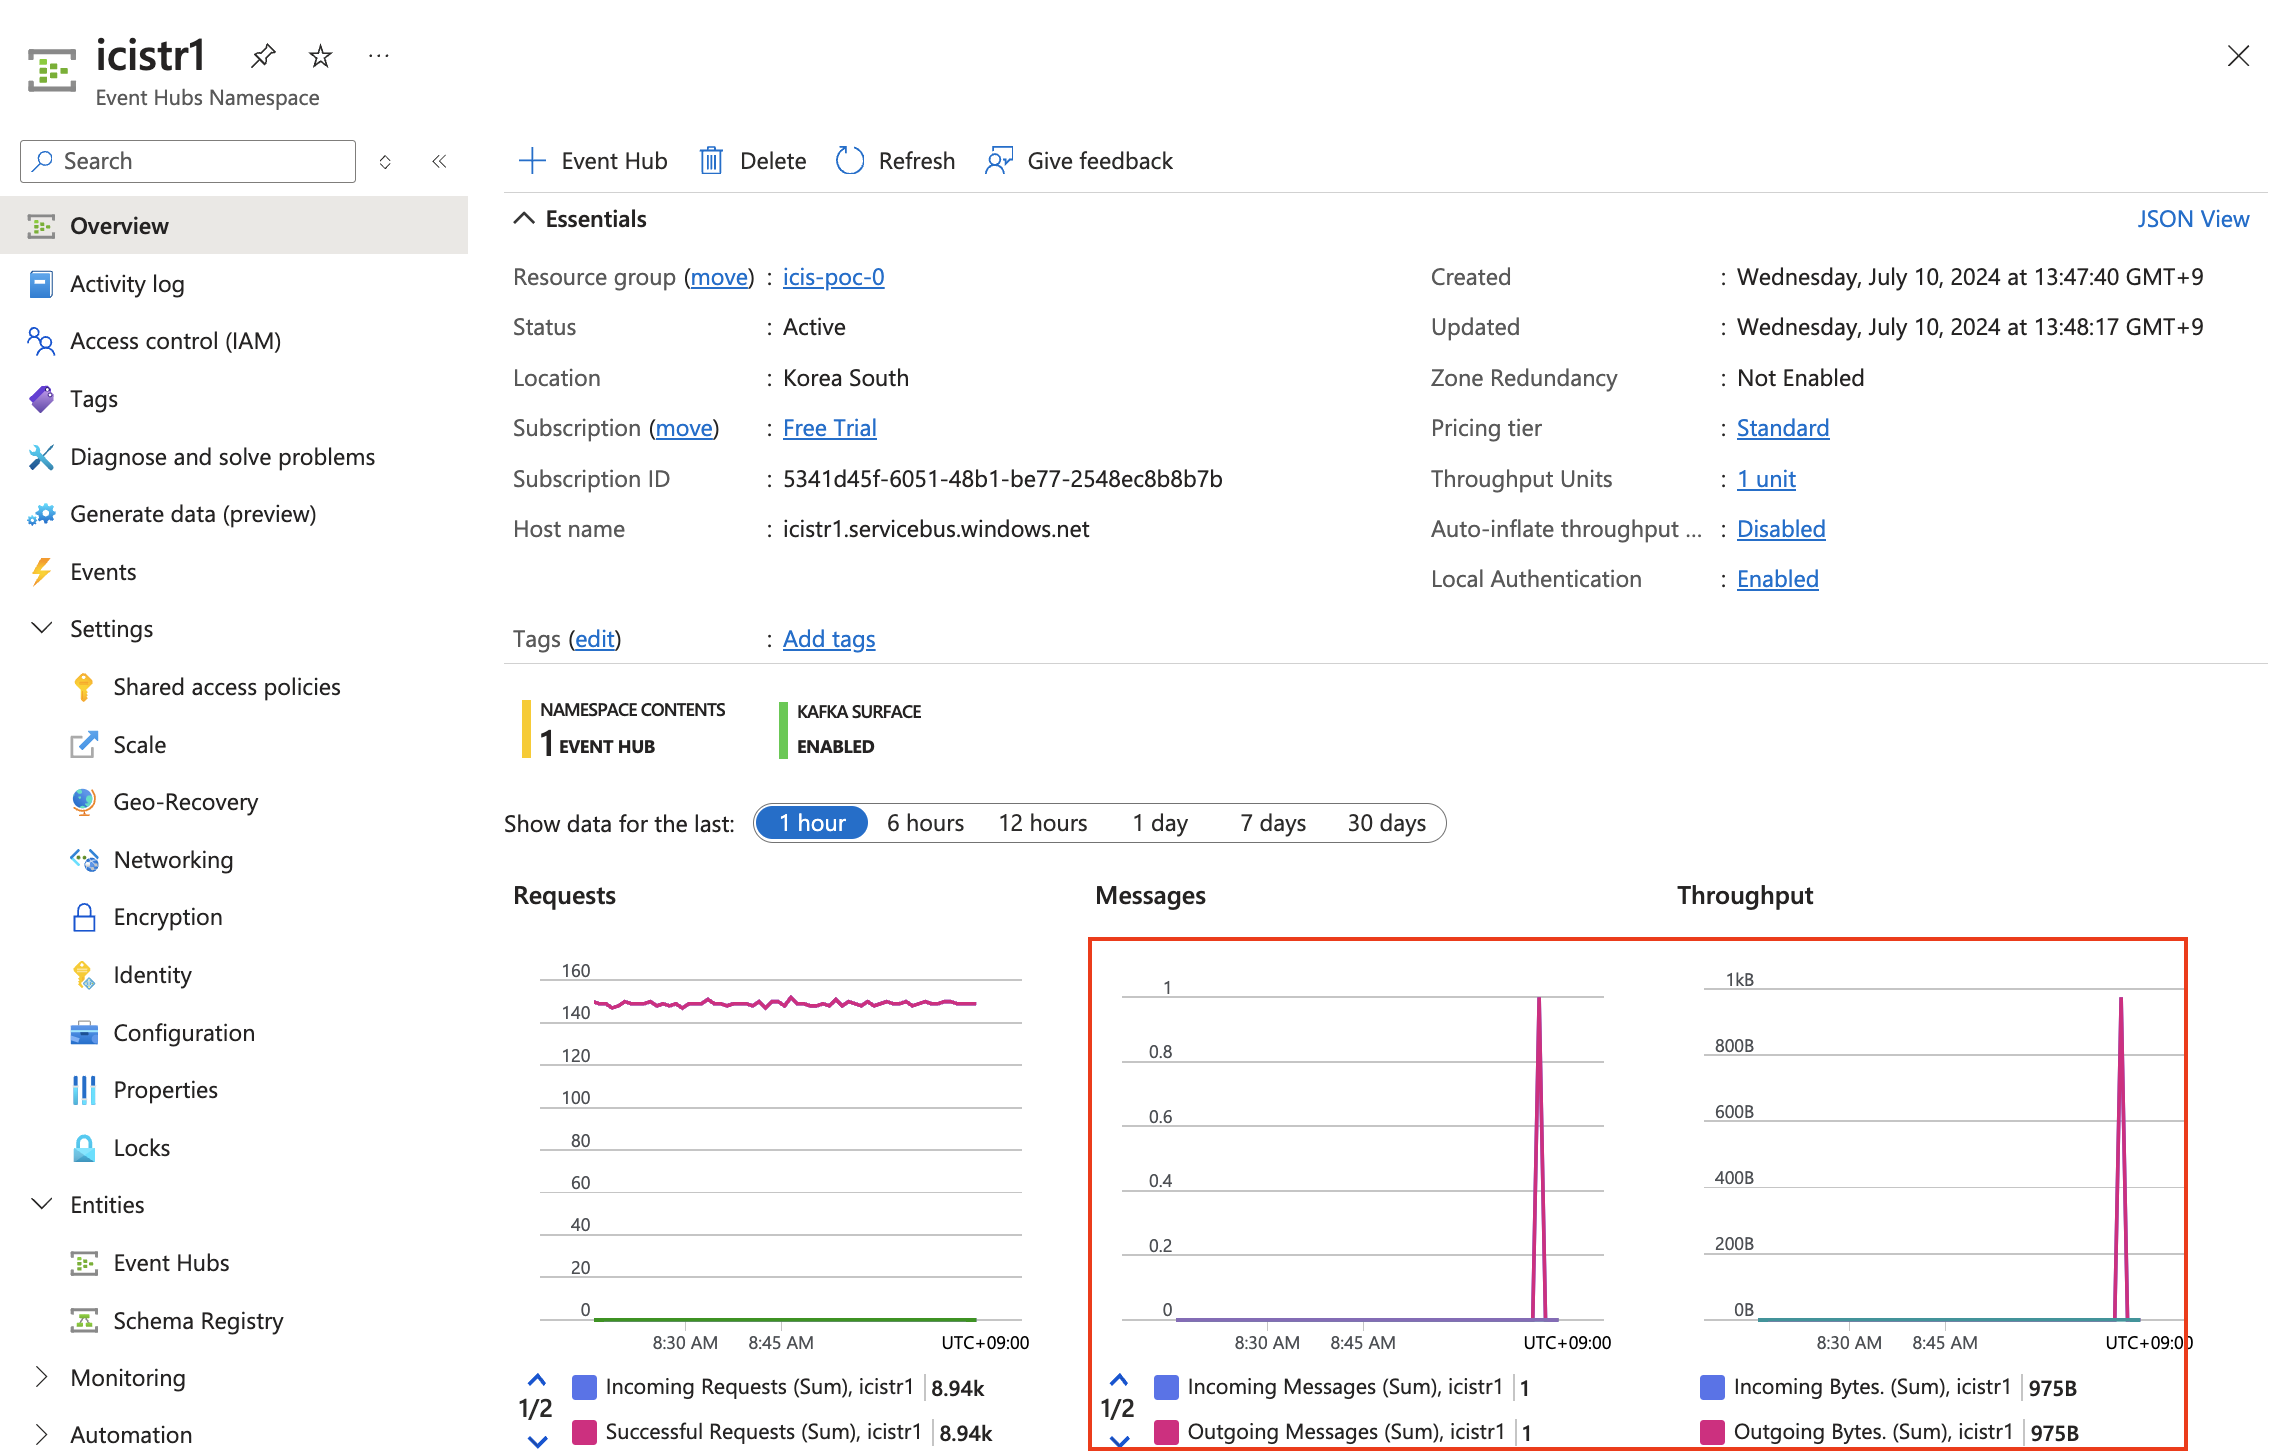 icistr1
Event Hubs Namespace
Search
Overview
Activity log
Access control (IAM)
Tags
Diagnose and solve problems
Generate data (preview)
Events
Settings
Shared access policies
Scale
Geo-Recovery
Networking
Encryption
Identity
Configuration
Properties
Locks
Entities
Event Hubs
Schema Registry
Monitoring
Automation
Event Hub Delete Refresh Give feedback
Essentials JSON View
Resource group (move) : icis-poc-0
Status : Active
Location : Korea South
Subscription (move) : Free Trial
Subscription ID : 5341d45f-6051-48b1-be77-2548ec8b8b7b
Host name : icistr1.servicebus.windows.net
Created : Wednesday, July 10, 2024 at 13:47:40 GMT+9
Updated : Wednesday, July 10, 2024 at 13:48:17 GMT+9
Zone Redundancy : Not Enabled
Pricing tier : Standard
Throughput Units : 1 unit
Auto-inflate throughput ... : Disabled
Local Authentication : Enabled
Tags (edit) : Add tags
NAMESPACE CONTENTS
1 EVENT HUB
KAFKA SURFACE
ENABLED
Show data for the last: 1 hour 6 hours 12 hours 1 day 7 days 30 days
Requests
160
140
120
100
80
60
40
20
0
8:30 AM 8:45 AM UTC+09:00
1/2
Incoming Requests (Sum), icistr1 8.94k
Successful Requests (Sum), icistr1 8.94k
Messages
1
0.8
0.6
0.4
0.2
0
8:30 AM 8:45 AM UTC+09:00
1/2
Incoming Messages (Sum), icistr1 1
Outgoing Messages (Sum), icistr1 1
Throughput
1kB
800B
600B
400B
200B
0B
8:30 AM 8:45 AM UTC+09:00
Incoming Bytes. (Sum), icistr1 975B
Outgoing Bytes. (Sum), icistr1 975B